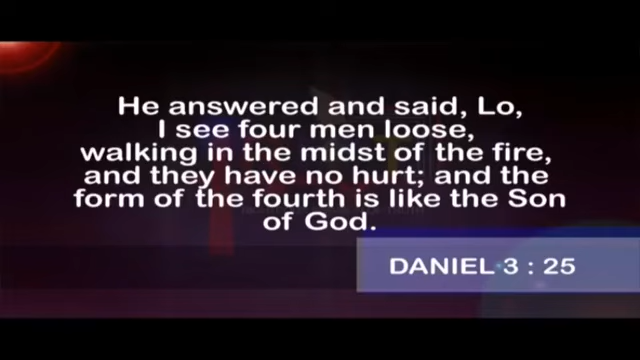 He answered and said, Lo,
I see four men loose,
walking in the midst of the fire,
and they have no hurt; and the
form of the fourth is like the Son
of God.
DANIEL 3 : 25